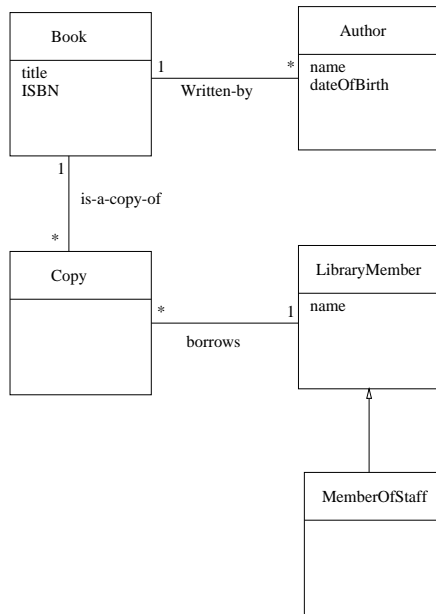 Book
title
ISBN
1
Written-by
*
Author
name
dateOfBirth
1
is-a-copy-of
*
Copy
*
borrows
1
LibraryMember
name
MemberOfStaff